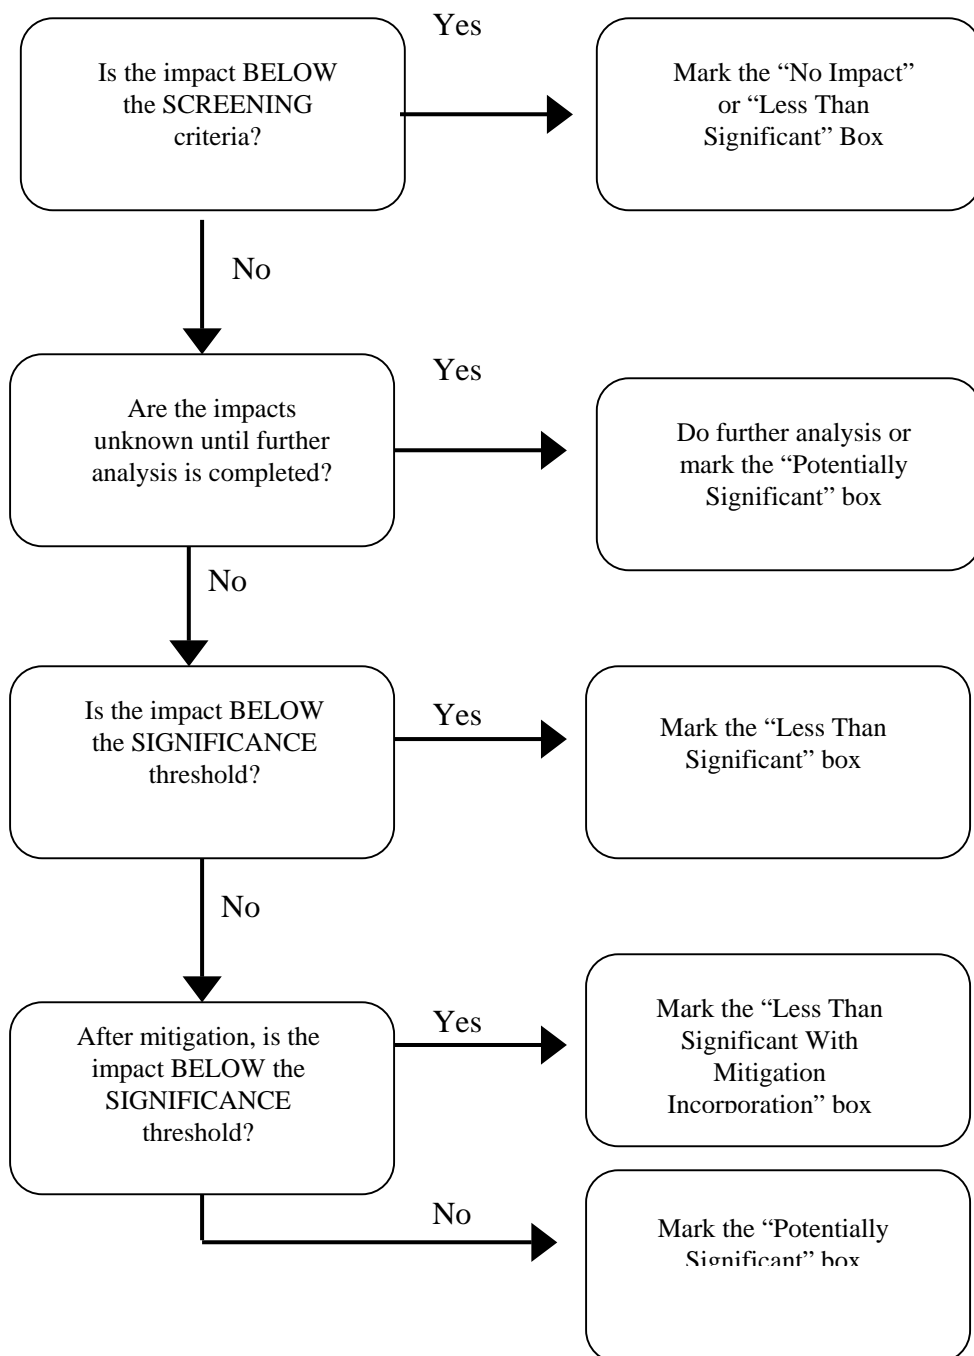 Yes
Is the impact BELOW
the SCREENING
criteria?
Mark the “No Impact”
or “Less Than
Significant” Box
No
Yes
Are the impacts
unknown until further
analysis is completed?
Do further analysis or
mark the “Potentially
Significant” box
No
Is the impact BELOW
the SIGNIFICANCE
threshold?
Yes
Mark the “Less Than
Significant” box
No
After mitigation, is the
impact BELOW the
SIGNIFICANCE
threshold?
Yes
Mark the “Less Than
Significant With
Mitigation
Incorporation” box
No
Mark the “Potentially
Significant” box